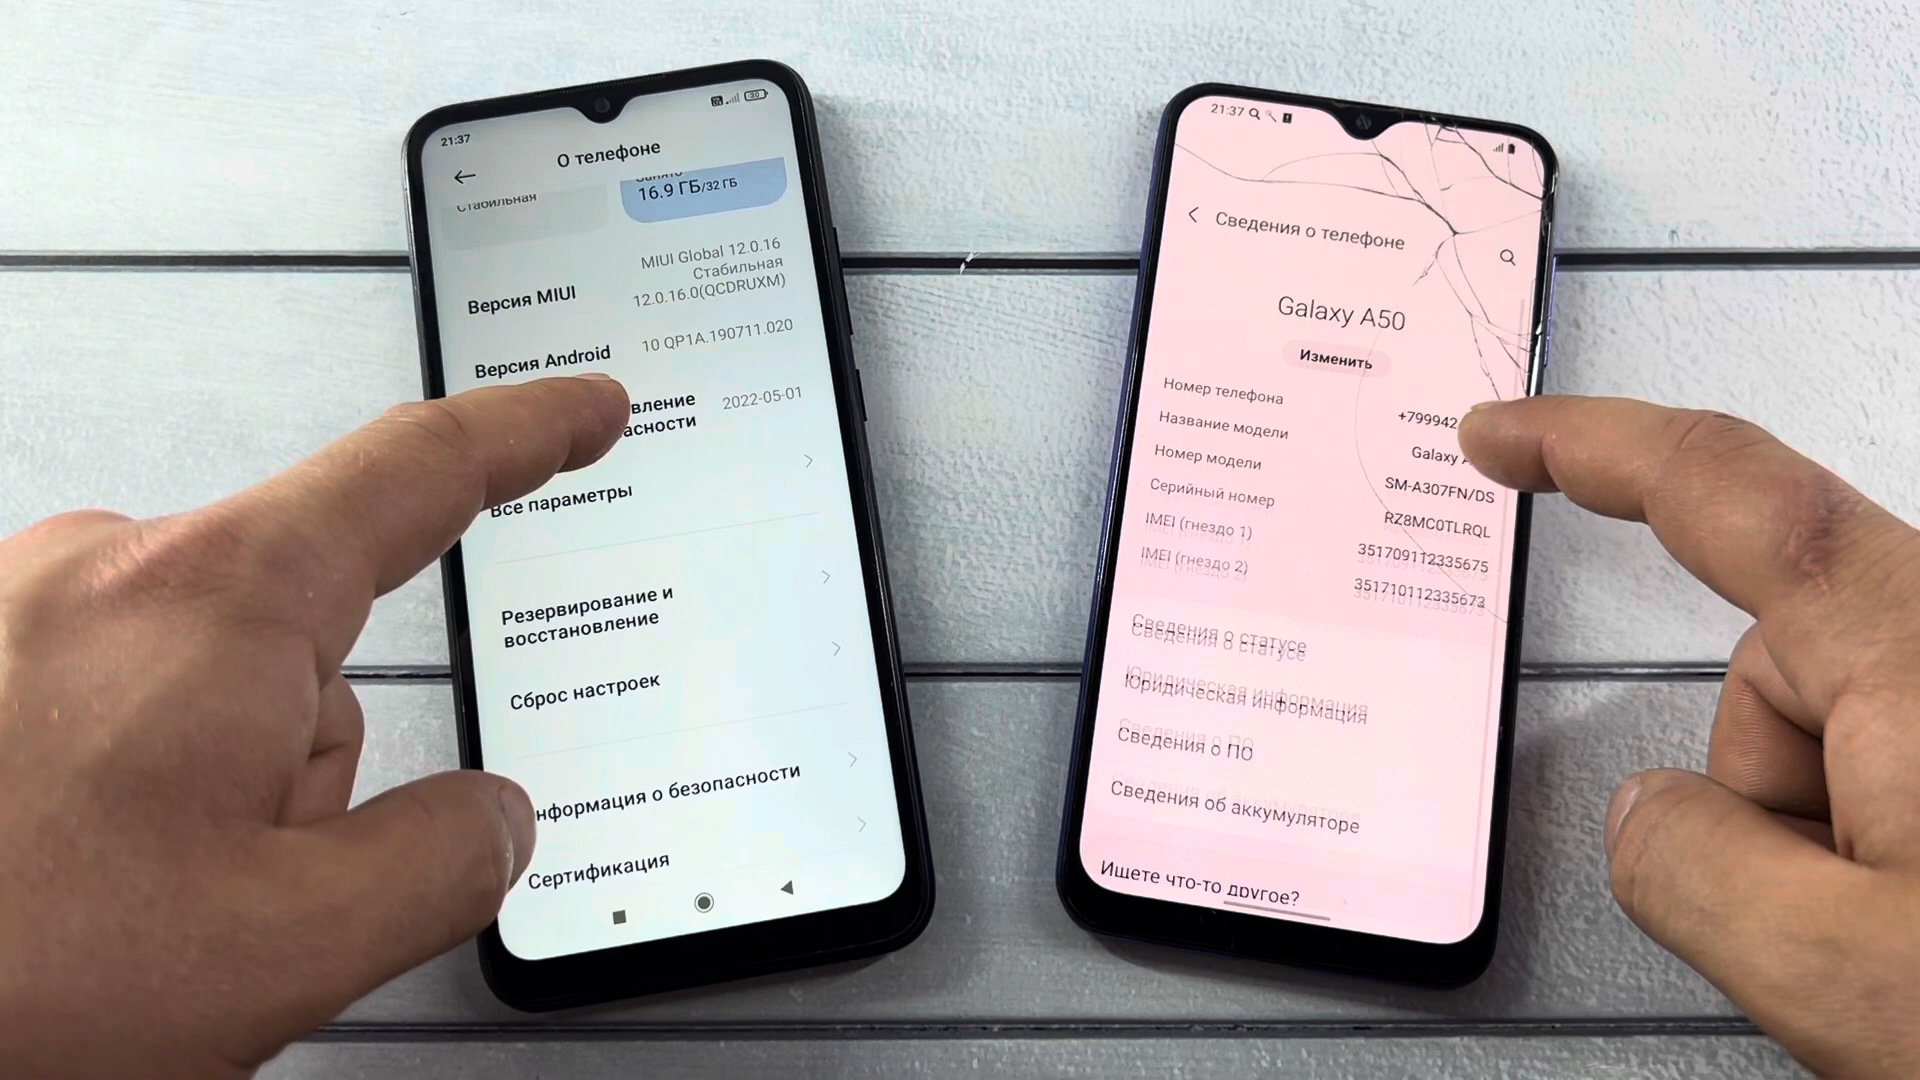 21:37
30
О телефоне
Стабильная
Занято
16.9 ГБ/32 ГБ
Версия MIUI
MIUI Global 12.0.16
Стабильная
12.0.16.0(QCDRUXM)
Версия Android
10 QP1A.190711.020
вление
асности
2022-05-01
Все параметры
Резервирование и
восстановление
Сброс настроек
нформация о безопасности
Сертификация
21:37
Сведения о телефоне
Galaxy A50
Изменить
Номер телефона
+799942
Название модели
Galaxy A
Номер модели
SM-A307FN/DS
Серийный номер
RZ8MC0TLRQL
IMEI (гнездо 1)
351709112335675
IMEI (гнездо 2)
351710112335673
Сведения о статусе
Юридическая информация
Сведения о ПО
Сведения об аккумуляторе
Ищете что-то другое?